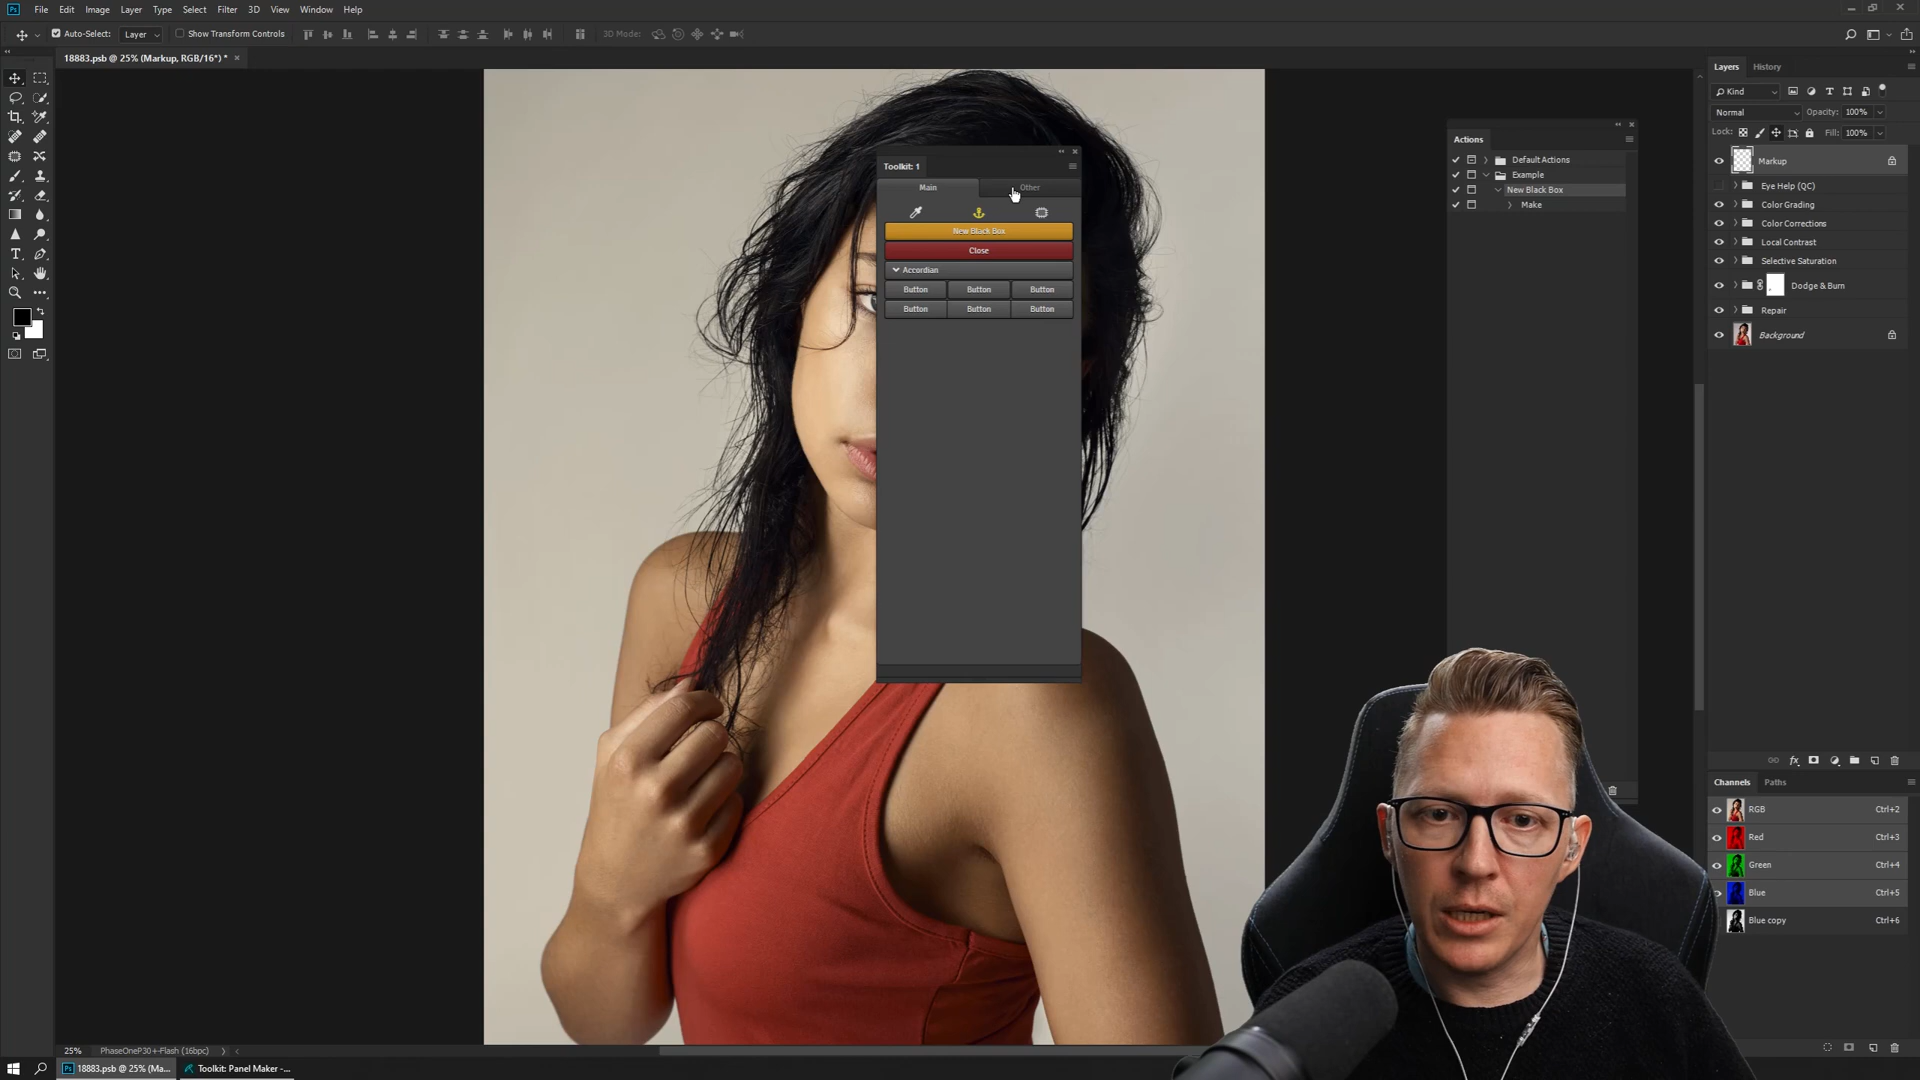 Ps File Edit Image Layer Type Select Filter 3D View Window Help
Auto-Select: Layer Show Transform Controls 3D Mode:
18883.psb @ 25% (Markup, RGB/16*) * ×
Toolkit: 1
Main Other
New Black Box
Close
Accordian
Button Button Button
Button Button Button
Actions
Default Actions
Example
New Black Box
Make
Layers History
Kind
Normal Opacity: 100%
Lock: Fill: 100%
Markup
Eye Help (QC)
Color Grading
Color Corrections
Local Contrast
Selective Saturation
Dodge & Burn
Repair
Background
fx
Channels Paths
RGB Ctrl+2
Red Ctrl+3
Green Ctrl+4
Blue Ctrl+5
Blue copy Ctrl+6
25% PhaseOneP30+-Flash (16bpc)
Ps 18883.psb @ 25% (Ma... Toolkit: Panel Maker -...